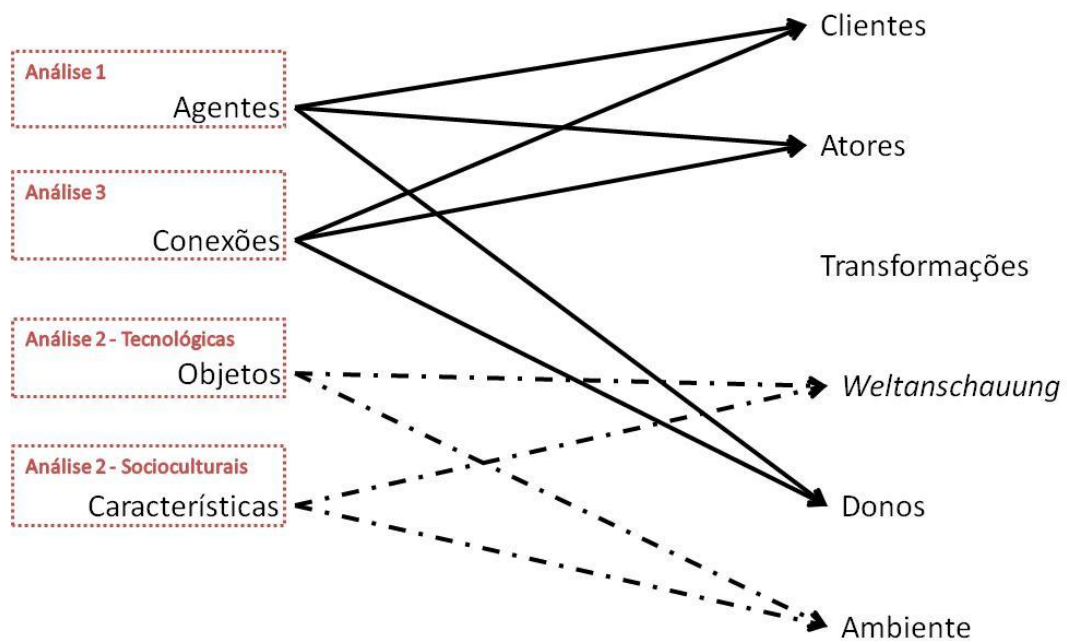 Análise 1
Agentes
Análise 3
Conexões
Análise 2 - Tecnológicas
Objetos
Análise 2 - Socioculturais
Características
Clientes
Atores
Transformações
Weltanschauung
Donos
Ambiente